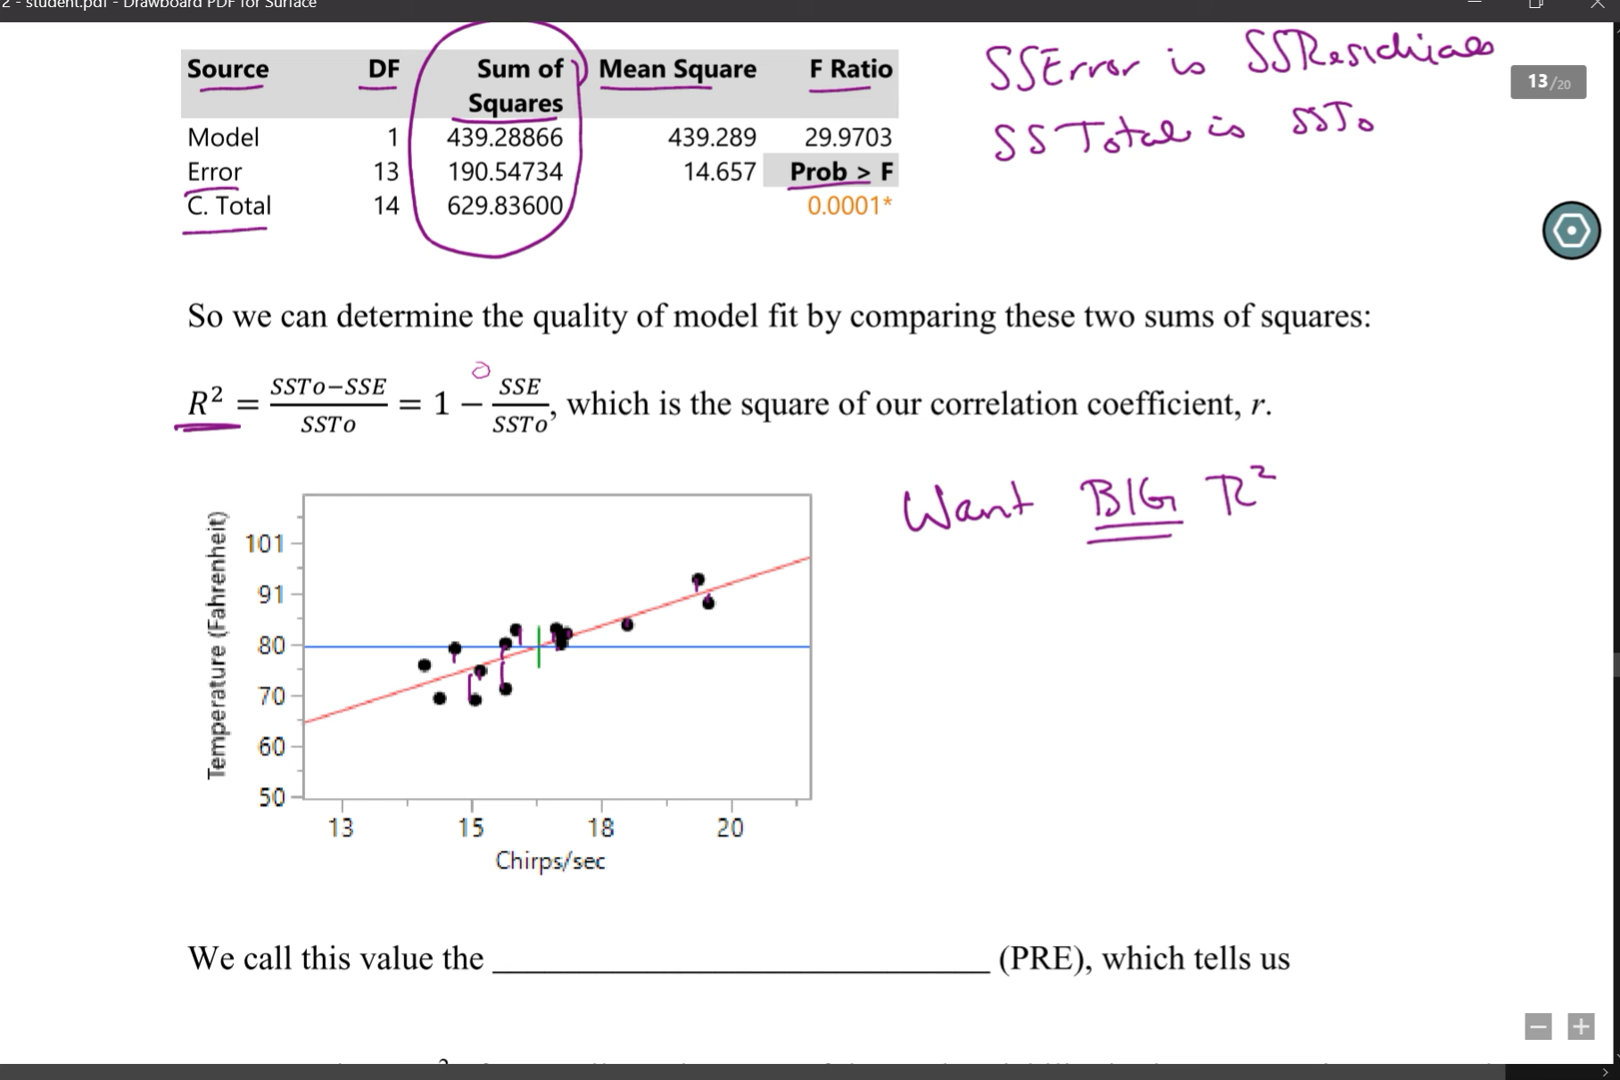 2 - student.pdf - Drawboard PDF for Surface
Source DF Sum of Squares Mean Square F Ratio
Model 1 439.28866 439.289 29.9703
Error 13 190.54734 14.657 Prob > F
C. Total 14 629.83600 0.0001*
SSError is SSResiduals
SSTotal is SSTo
13/20
So we can determine the quality of model fit by comparing these two sums of squares:
R² = (SSTo−SSE)/SSTo = 1 − SSE/SSTo, which is the square of our correlation coefficient, r.
0
Want BIG R²
Temperature (Fahrenheit)
101
91
80
70
60
50
13 15 18 20
Chirps/sec
We call this value the ______________________________ (PRE), which tells us